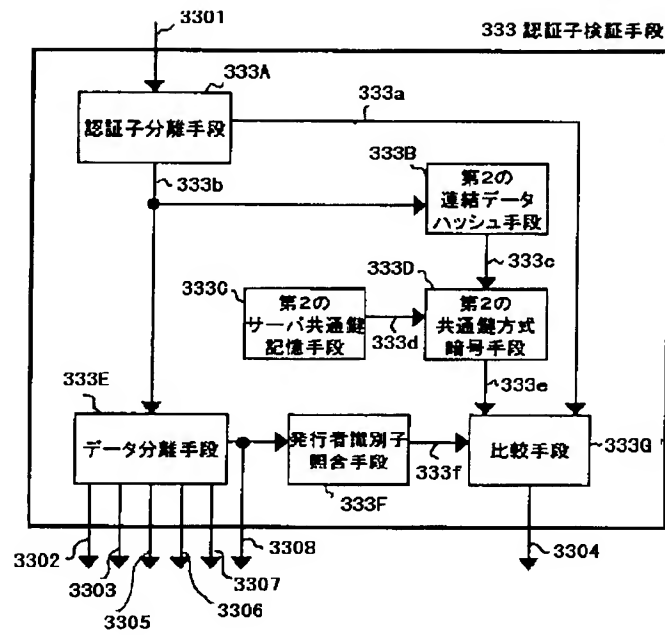 3301
333 認証子検証手段
333A
認証子分離手段
333a
333b
333B
第2の
連結データ
ハッシュ手段
333c
333C
第2の
サーバ共通鍵
記憶手段
333d
333D
第2の
共通鍵方式
暗号手段
333e
333E
データ分離手段
発行者識別子
照合手段
333F
333f
比較手段
333G
3302
3303
3305
3306
3307
3308
3304